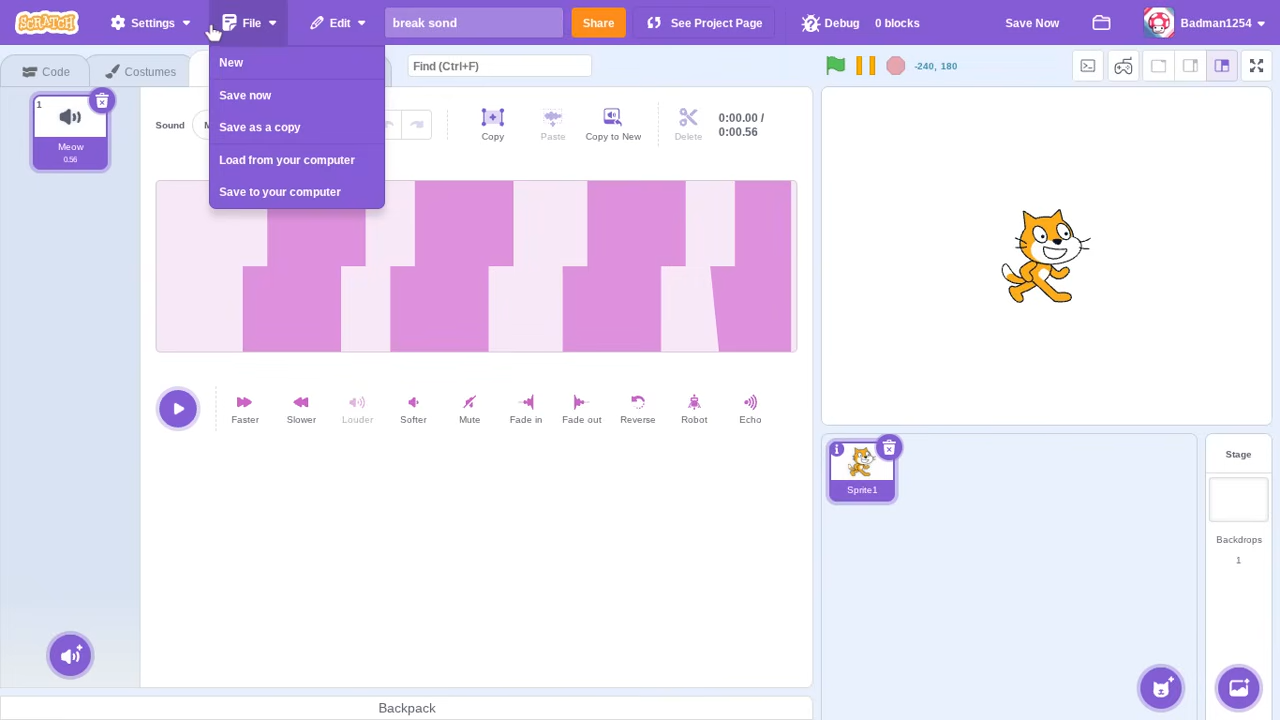 SCRATCH Settings File Edit break sond Share See Project Page Debug 0 blocks Save Now Badman1254
New
Save now
Save as a copy
Load from your computer
Save to your computer
Code Costumes Find (Ctrl+F) -240, 180
1
Meow
0.56
Sound
Copy Paste Copy to New Delete
0:00.00 /
0:00.56
Faster Slower Louder Softer Mute Fade in Fade out Reverse Robot Echo
Sprite1
Stage
Backdrops
1
Backpack